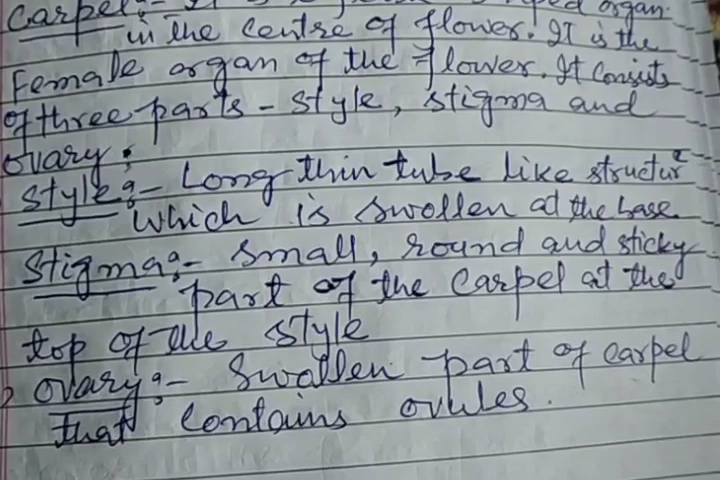 Carpel :- It is organ
in the centre of flower. It is the
Female organ of the flower. It Consists
of three parts - style, stigma and
ovary :
Style :- Long thin tube like structure
which is swollen at the base
Stigma :- small, round and sticky
part of the Carpel at the
top of the style
Ovary :- Swollen part of carpel
that Contains ovules.